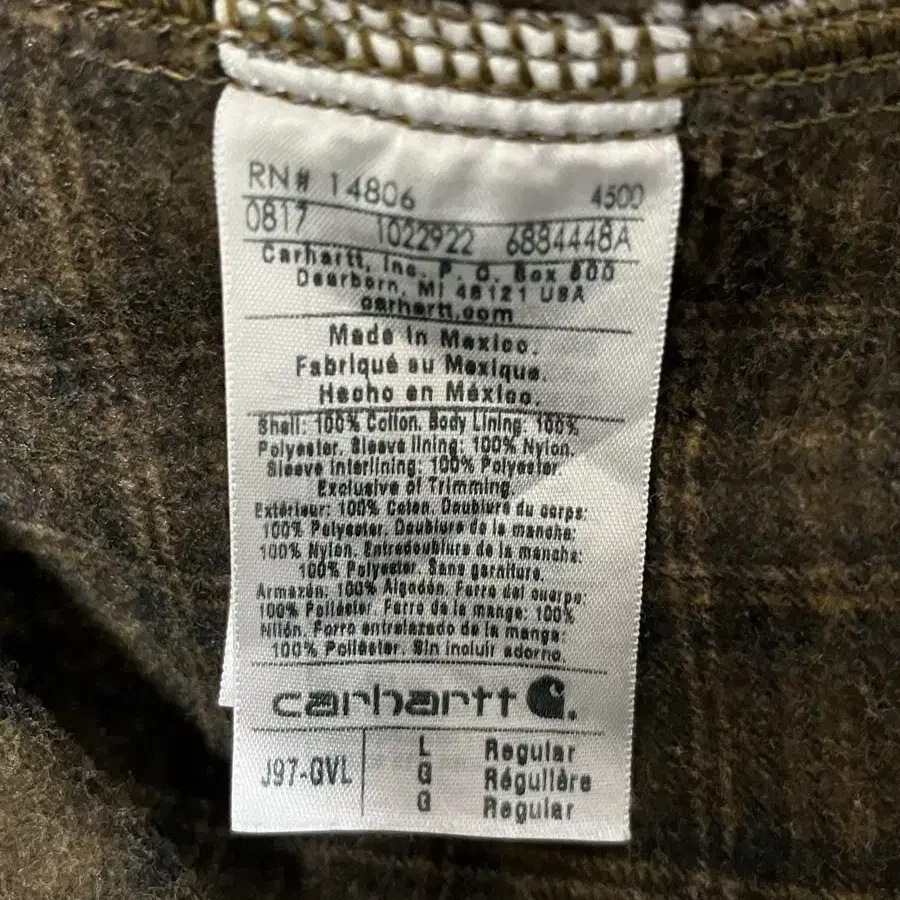 RN# 14806 4500
0817 1022922 6884448A
Carhartt, Inc. P. O. Box 600
Dearborn, MI 48121 USA
carhartt.com
Made in Mexico.
Fabriqué au Mexique.
Hecho en México.
Shell: 100% Cotton. Body Lining: 100%
Polyester. Sleeve lining: 100% Nylon.
Sleeve interlining: 100% Polyester.
Exclusive of Trimming.
Extérieur: 100% Coton. Doublure du corps:
100% Polyester. Doublure de la manche:
100% Nylon. Entredoublure de la manche:
100% Polyester. Sans garniture.
Armazón: 100% Algodón. Forro del cuerpo:
100% Poliéster. Forro de la manga: 100%
Nilón. Forro entrelazado de la manga:
100% Poliéster. Sin incluir adorno.
carhartt
J97-GVL L Regular
G Régulière
G Regular